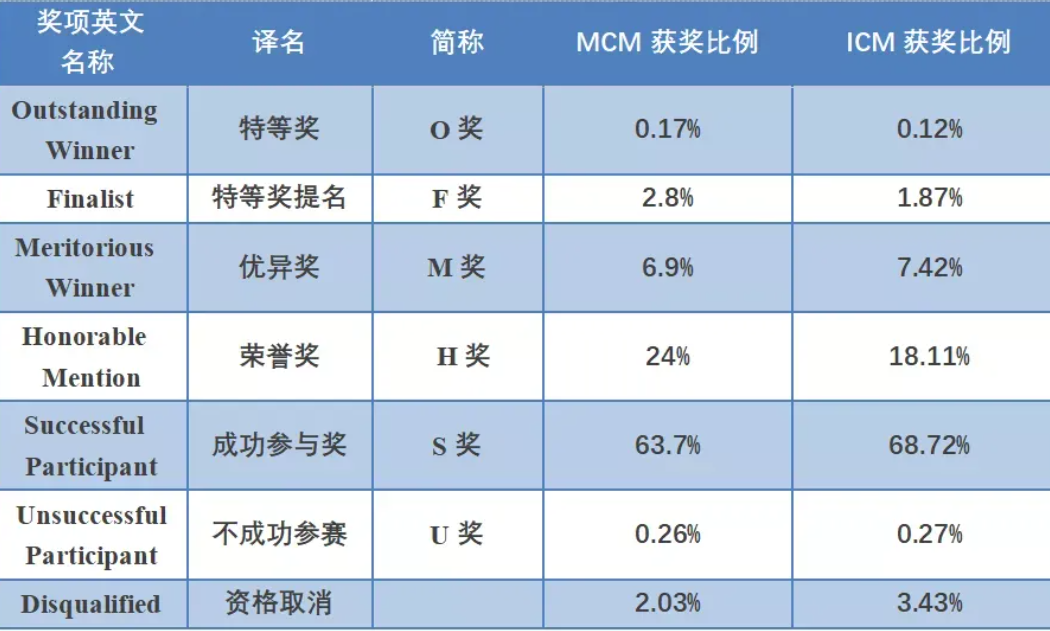 奖项英文名称 译名 简称 MCM 获奖比例 ICM 获奖比例
Outstanding Winner 特等奖 O 奖 0.17% 0.12%
Finalist 特等奖提名 F 奖 2.8% 1.87%
Meritorious Winner 优异奖 M 奖 6.9% 7.42%
Honorable Mention 荣誉奖 H 奖 24% 18.11%
Successful Participant 成功参与奖 S 奖 63.7% 68.72%
Unsuccessful Participant 不成功参赛 U 奖 0.26% 0.27%
Disqualified 资格取消 2.03% 3.43%